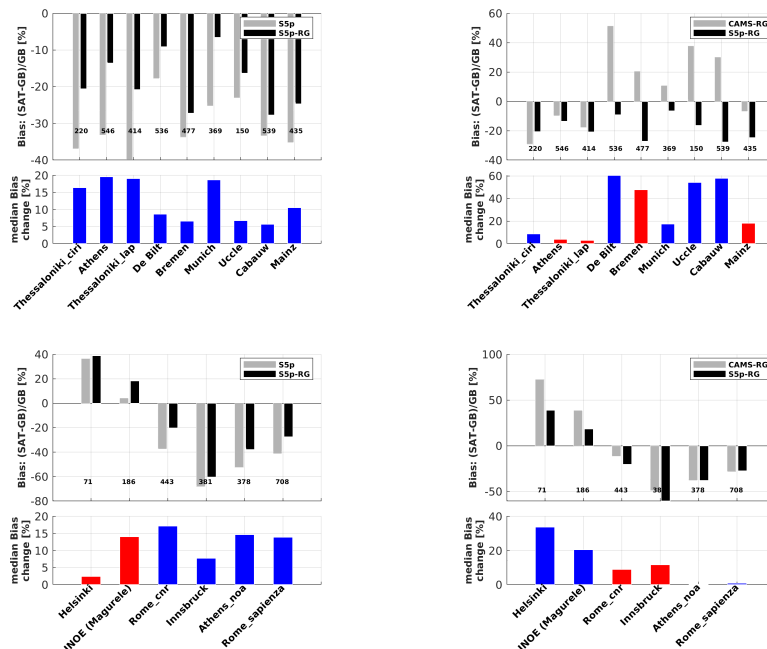 0
-10
-20
-30
-40
Bias: (SAT-GB)/GB [%]
S5p
S5p-RG
220 546 414 536 477 369 150 539 435
20
15
10
5
0
median Bias
change [%]
Thessaloniki_ciri
Athens
Thessaloniki_lap
De Bilt
Bremen
Munich
Uccle
Cabauw
Mainz
60
40
20
0
-20
-40
Bias: (SAT-GB)/GB [%]
CAMS-RG
S5p-RG
220 546 414 536 477 369 150 539 435
60
40
20
0
median Bias
change [%]
Thessaloniki_ciri
Athens
Thessaloniki_lap
De Bilt
Bremen
Munich
Uccle
Cabauw
Mainz
40
20
0
-20
-40
-60
-80
Bias: (SAT-GB)/GB [%]
S5p
S5p-RG
71 186 443 381 378 708
20
15
10
5
0
median Bias
change [%]
Helsinki
INOE (Magurele)
Rome_cnr
Innsbruck
Athens_noa
Rome_sapienza
100
50
0
-50
Bias: (SAT-GB)/GB [%]
CAMS-RG
S5p-RG
71 186 443 38 378 708
40
20
0
median Bias
change [%]
Helsinki
INOE (Magurele)
Rome_cnr
Innsbruck
Athens_noa
Rome_sapienza